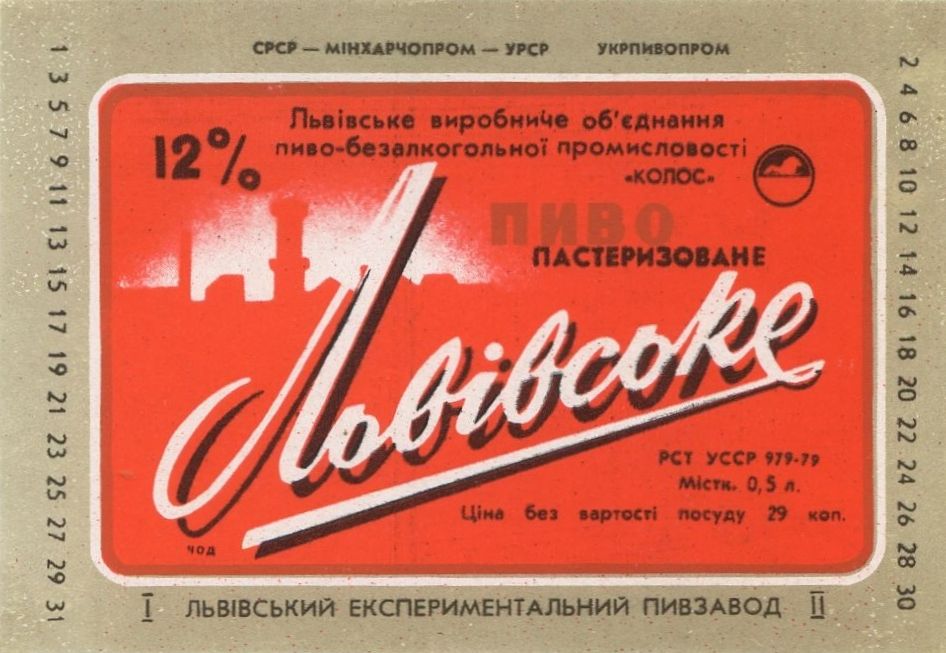 СРСР — МІНХАРЧОПРОМ — УРСР УКРПИВОПРОМ
12%
Львівське виробниче об'єднання
пиво-безалкогольної промисловості
«КОЛОС»
ПИВО
ПАСТЕРИЗОВАНЕ
Львівське
РСТ УССР 979-79
Містк. 0,5 л.
Ціна без вартості посуду 29 коп.
ЧОД
I ЛЬВІВСЬКИЙ ЕКСПЕРИМЕНТАЛЬНИЙ ПИВЗАВОД II
1 3 5 7 9 11 13 15 17 19 21 23 25 27 29 31
2 4 6 8 10 12 14 16 18 20 22 24 26 28 30